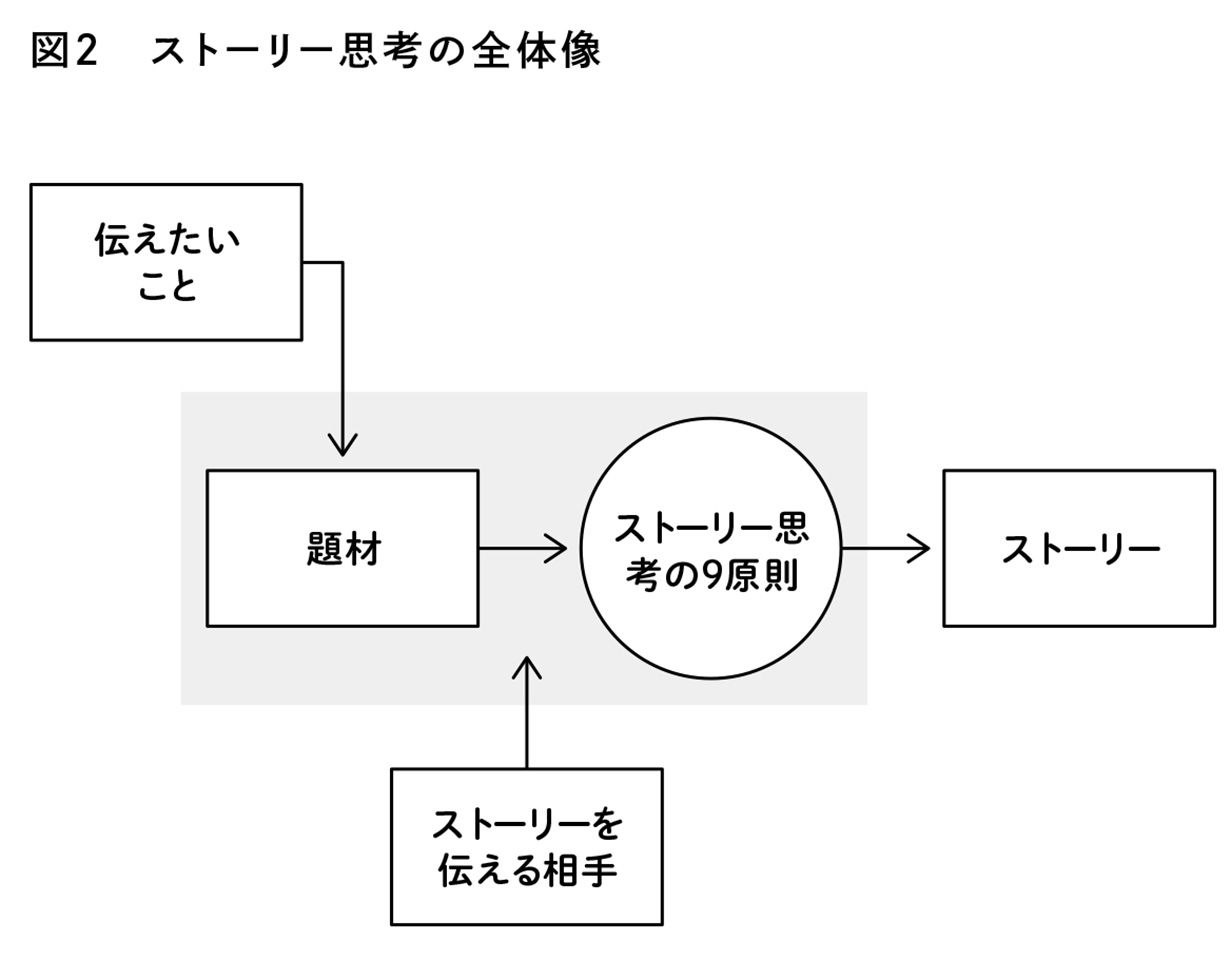 図2　ストーリー思考の全体像
伝えたい
こと
題材
ストーリー思
考の9原則
ストーリー
ストーリーを
伝える相手